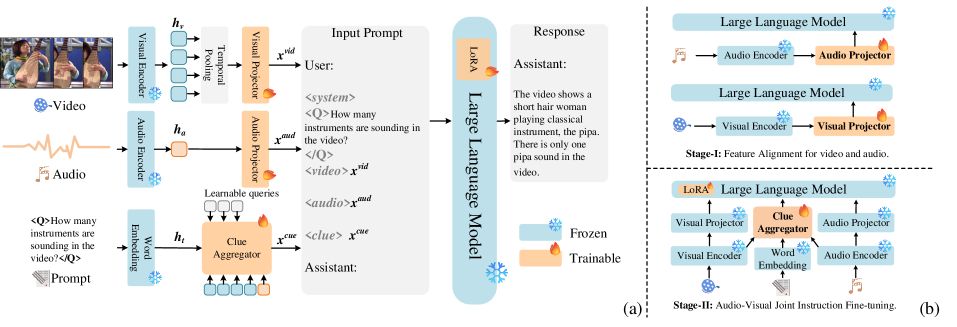 h_v
Visual Encoder
Temporal Pooling
Visual Projector
x^vid
Video
h_a
Audio Encoder
Audio Projector
x^aud
Audio
Learnable queries
<Q>How many
instruments are
sounding in the
video?</Q>
Prompt
Word Embedding
h_t
Clue
Aggregator
x^cue
Input Prompt
User:
<system>
<Q>How many
instruments are
sounding in the
video?
</Q>
<video> x^vid
<audio> x^aud
<clue> x^cue
Assistant:
LoRA
Large Language Model
Response
Assistant:
The video shows a
short hair woman
playing classical
instrument, the pipa.
There is only one
pipa sound in the
video.
Frozen
Trainable
(a)
Large Language Model
Audio Encoder
Audio Projector
Large Language Model
Visual Encoder
Visual Projector
Stage-I: Feature Alignment for video and audio.
LoRA
Large Language Model
Visual Projector
Clue
Aggregator
Audio Projector
Visual Encoder
Word
Embedding
Audio Encoder
Stage-II: Audio-Visual Joint Instruction Fine-tuning.
(b)